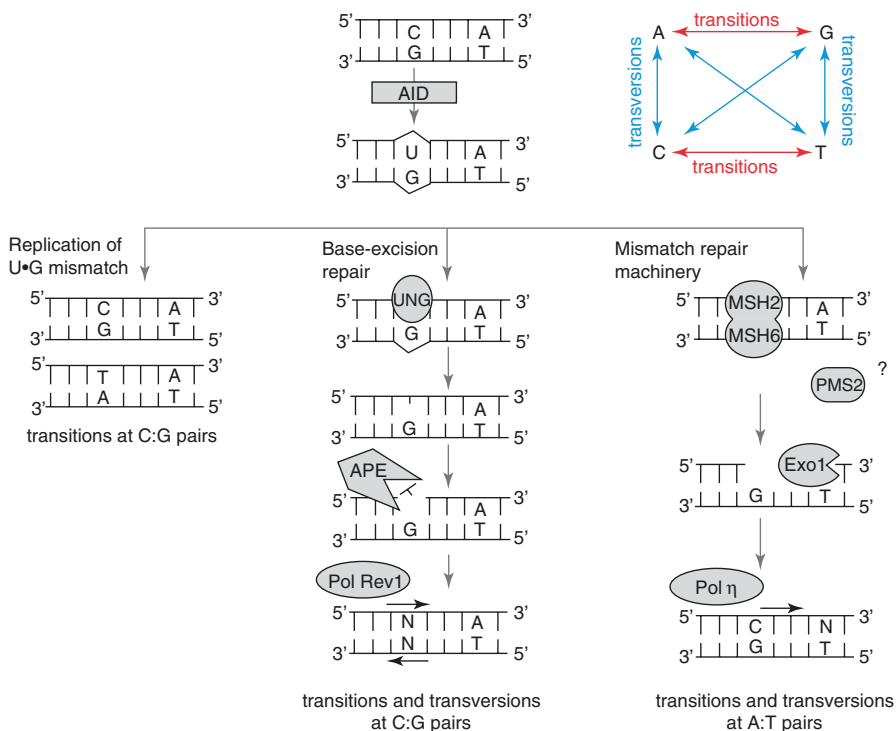 5’ C A 3’
3’ G T 5’
AID
5’ U A 3’
3’ G T 5’
A transitions G
transversions
transversions
C transitions T
Replication of
U•G mismatch
5’ C A 3’
3’ G T 5’
5’ T A 3’
3’ A T 5’
transitions at C:G pairs
Base-excision
repair
UNG
5’ A 3’
3’ G T 5’
5’ A 3’
3’ G T 5’
APE
5’ A 3’
3’ G T 5’
Pol Rev1
5’ N A 3’
3’ N T 5’
transitions and transversions
at C:G pairs
Mismatch repair
machinery
5’ MSH2 A 3’
3’ MSH6 T 5’
?
PMS2
5’ Exo1 3’
3’ G T 5’
Pol η
5’ C N 3’
3’ G T 5’
transitions and transversions
at A:T pairs